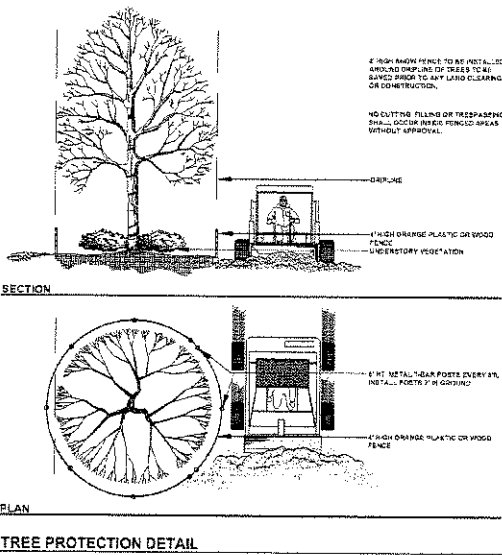 4' HIGH SNOW FENCE TO BE INSTALLED
AROUND DRIPLINE OF TREES TO BE
SAVED PRIOR TO ANY LAND CLEARING
OR CONSTRUCTION.
NO CUTTING, FILLING OR TRESPASSING
SHALL OCCUR INSIDE FENCED AREAS
WITHOUT APPROVAL.
DRIPLINE
4' HIGH ORANGE PLASTIC OR WOOD
FENCE
UNDERSTORY VEGETATION
SECTION
6' HT. METAL T-BAR POSTS EVERY
INSTALL POSTS 2' IN GROUND
4' HIGH ORANGE PLASTIC OR WOOD
FENCE
PLAN
TREE PROTECTION DETAIL